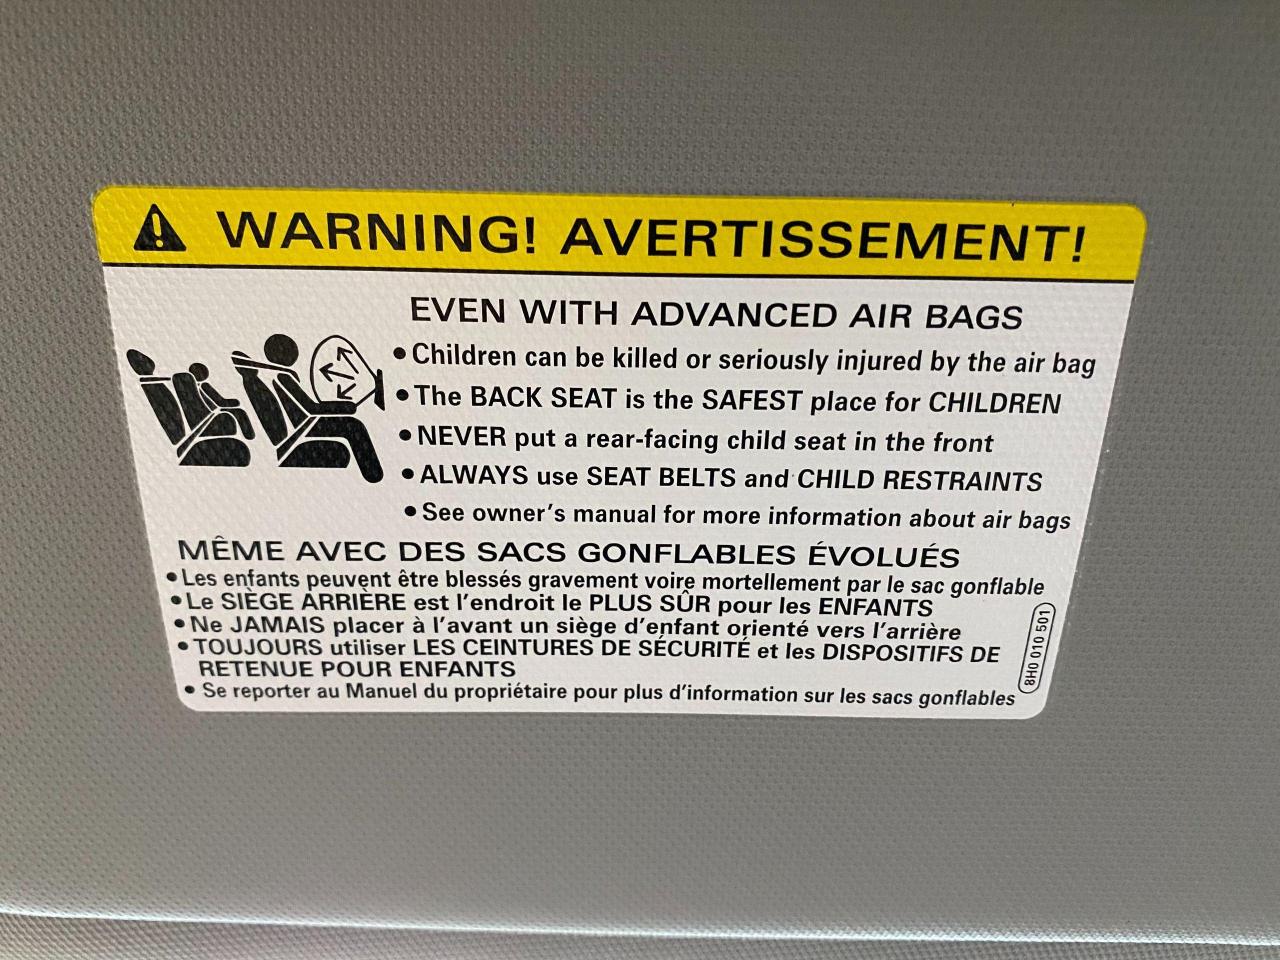 WARNING! AVERTISSEMENT!
EVEN WITH ADVANCED AIR BAGS
•Children can be killed or seriously injured by the air bag
•The BACK SEAT is the SAFEST place for CHILDREN
•NEVER put a rear-facing child seat in the front
•ALWAYS use SEAT BELTS and CHILD RESTRAINTS
•See owner's manual for more information about air bags
MÊME AVEC DES SACS GONFLABLES ÉVOLUÉS
•Les enfants peuvent être blessés gravement voire mortellement par le sac gonflable
•Le SIÈGE ARRIÈRE est l'endroit le PLUS SÛR pour les ENFANTS
•Ne JAMAIS placer à l'avant un siège d'enfant orienté vers l'arrière
•TOUJOURS utiliser LES CEINTURES DE SÉCURITÉ et les DISPOSITIFS DE
RETENUE POUR ENFANTS
• Se reporter au Manuel du propriétaire pour plus d'information sur les sacs gonflables
8H0 010 501